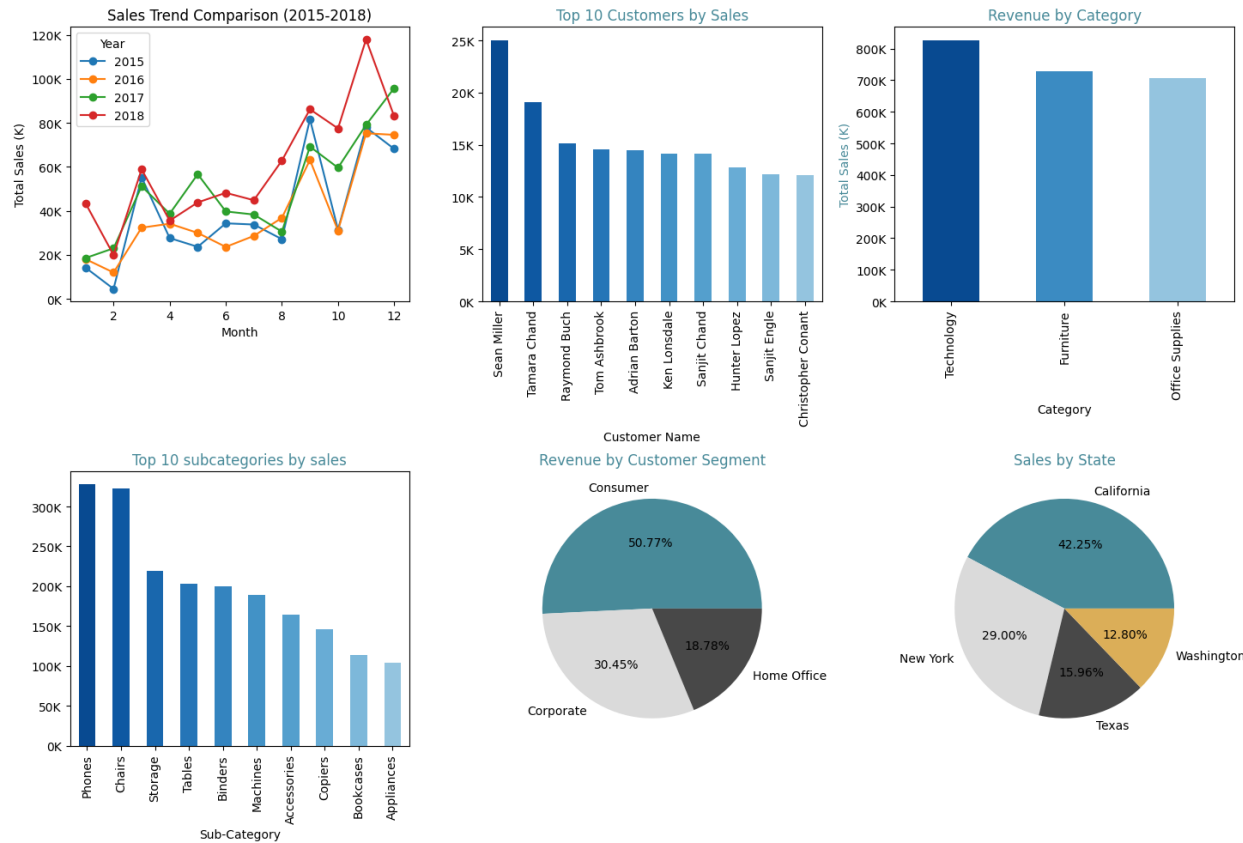 Sales Trend Comparison (2015-2018)
Total Sales (K)
120K
100K
80K
60K
40K
20K
0K
Year
2015
2016
2017
2018
2 4 6 8 10 12
Month
Top 10 Customers by Sales
25K
20K
15K
10K
5K
0K
Sean Miller
Tamara Chand
Raymond Buch
Tom Ashbrook
Adrian Barton
Ken Lonsdale
Sanjit Chand
Hunter Lopez
Sanjit Engle
Christopher Conant
Customer Name
Revenue by Category
Total Sales (K)
800K
700K
600K
500K
400K
300K
200K
100K
0K
Technology
Furniture
Office Supplies
Category
Top 10 subcategories by sales
300K
250K
200K
150K
100K
50K
0K
Phones
Chairs
Storage
Tables
Binders
Machines
Accessories
Copiers
Bookcases
Appliances
Sub-Category
Revenue by Customer Segment
Consumer
50.77%
30.45%
Corporate
18.78%
Home Office
Sales by State
California
42.25%
New York
29.00%
15.96%
Texas
12.80%
Washington